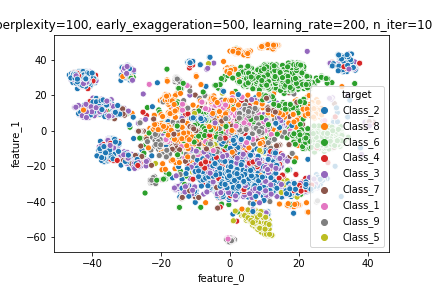 perplexity=100, early_exaggeration=500, learning_rate=200, n_iter=10
40
20
0
−20
−40
−60
feature_1
−40
−20
0
20
40
feature_0
target
Class_2
Class_8
Class_6
Class_4
Class_3
Class_7
Class_1
Class_9
Class_5